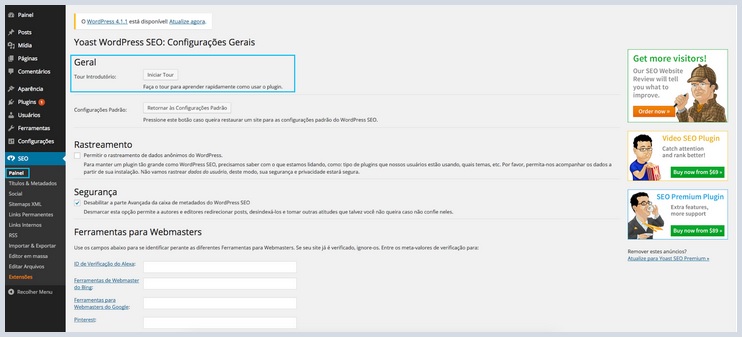 Painel
Posts
Mídia
Páginas
Comentários
Aparência
Plugins
Usuários
Ferramentas
Configurações
SEO
Painel
Títulos & Metadados
Social
Sitemaps XML
Links Permanentes
Links Internos
RSS
Importar & Exportar
Editor em massa
Editar Arquivos
Extensões
Recolher Menu
O WordPress 4.1.1 está disponível! Atualize agora.
Yoast WordPress SEO: Configurações Gerais
Geral
Tour Introdutório: Iniciar Tour
Faça o tour para aprender rapidamente como usar o plugin.
Configurações Padrão: Retornar às Configurações Padrão
Pressione este botão caso queira restaurar um site para as configurações padrão do WordPress SEO.
Rastreamento
Permitir o rastreamento de dados anônimos do WordPress.
Para manter um plugin tão grande como WordPress SEO, precisamos saber com o que estamos lidando, como: tipo de plugins que nossos usuários estão usando, quais temas, etc. Por favor, permita-nos acompanhar os dados a
partir de sua instalação. Não vamos rastrear dados do usuário, deste modo, sua segurança e privacidade estará segura.
Segurança
Desabilitar a parte Avançada da caixa de metadados do WordPress SEO
Desmarcar esta opção permite a autores e editores redirecionar posts, desindexá-los e tomar outras atitudes que talvez você não queira caso não confie neles.
Ferramentas para Webmasters
Use os campos abaixo para se identificar perante as diferentes Ferramentas para Webmasters. Se seu site já é verificado, ignore-os. Entre os meta-valores de verificação para:
ID de Verificação do Alexa:
Ferramentas de Webmaster
do Bing:
Ferramentas para
Webmasters do Google:
Pinterest:
Get more visitors!
Our SEO Website
Review will tell
you what to
improve.
Order now »
Video SEO Plugin
Catch attention
and rank better!
Buy now from $69 »
SEO Premium Plugin
Extra features,
more support
Buy now from $89 »
Remover estes anúncios?
Atualize para Yoast SEO Premium »